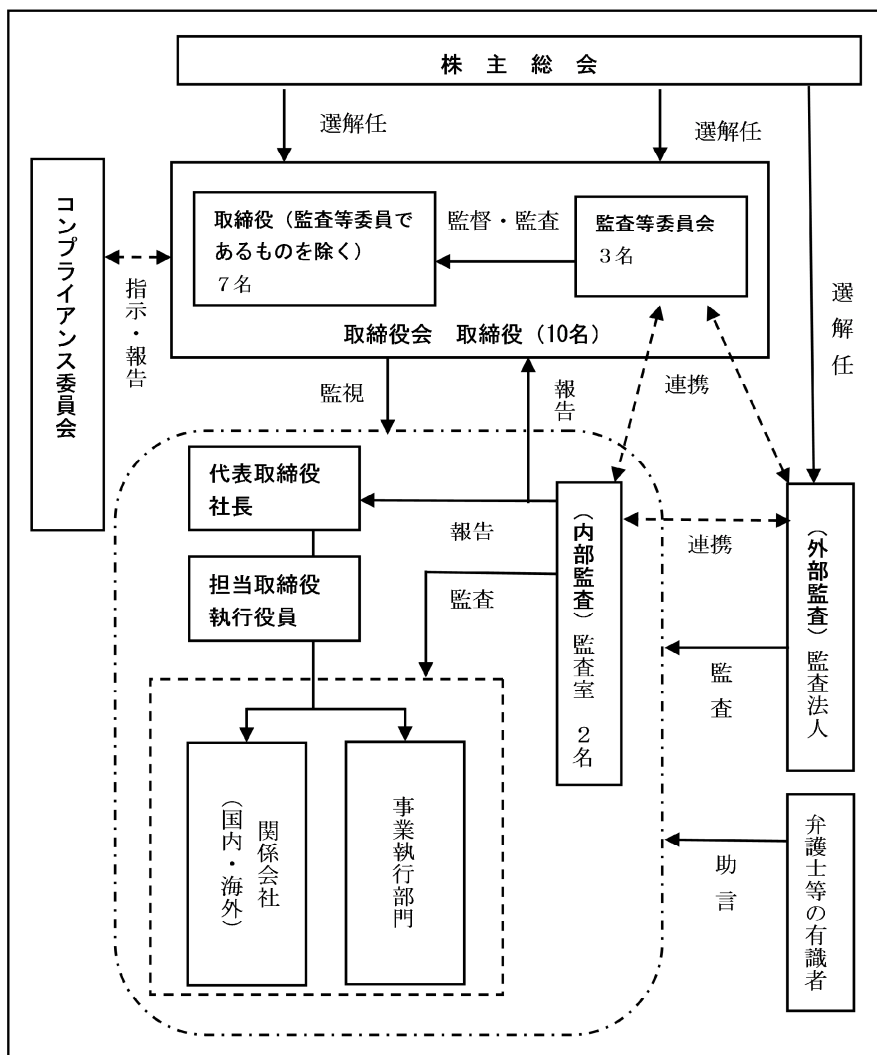 株主総会
選解任
選解任
選解任
コンプライアンス委員会
指示・報告
取締役（監査等委員で
あるものを除く）
７名
監督・監査
監査等委員会
３名
取締役会　取締役（10名）
監視
報告
連携
代表取締役
社長
報告
担当取締役
執行役員
監査
（内部監査）監査室　２名
連携
（外部監査）監査法人
監査
関係会社
（国内・海外）
事業執行部門
助言
弁護士等の有識者